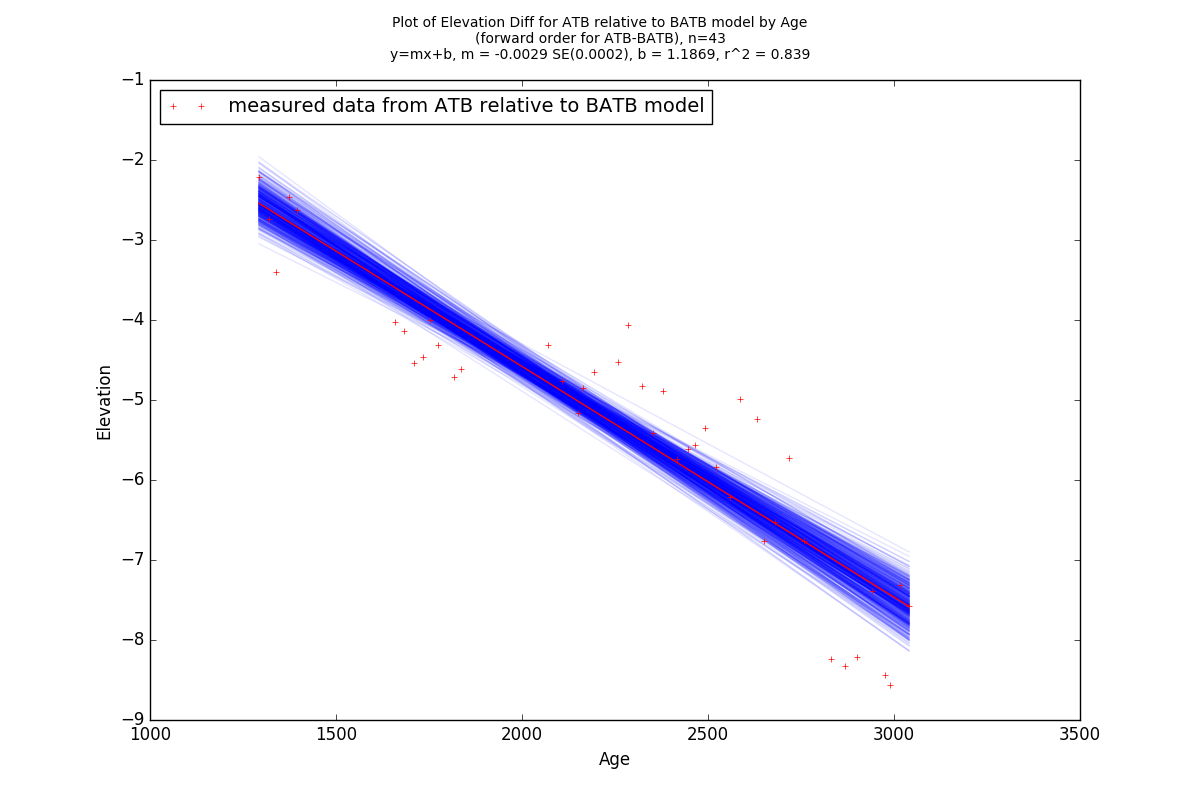 Plot of Elevation Diff for ATB relative to BATB model by Age
(forward order for ATB-BATB), n=43
y=mx+b, m = -0.0029 SE(0.0002), b = 1.1869, r^2 = 0.839
measured data from ATB relative to BATB model
−1
−2
−3
−4
−5
−6
−7
−8
−9
Elevation
1000 1500 2000 2500 3000 3500
Age